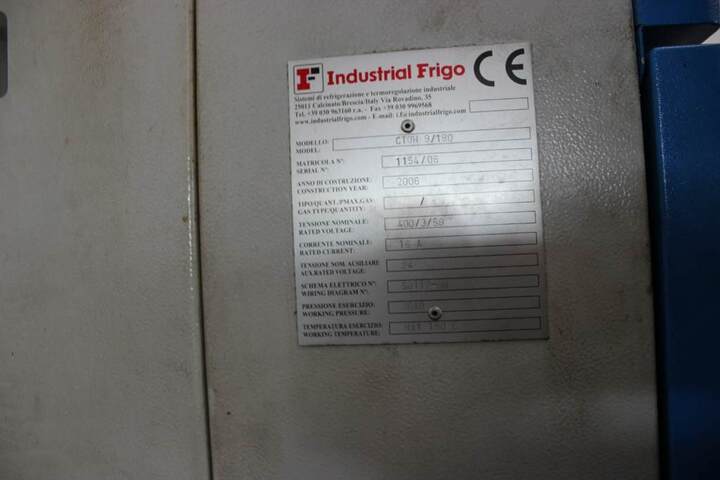 Industrial Frigo CE
Sistemi di refrigerazione e termoregolazione industriale
25011 Calcinato/Brescia/Italy Via Rovadino, 35
Tel. +39 030 963160 r.a. - Fax +39 030 9969568
www.industrialfrigo.com - E-mail: i.f@industrialfrigo.com
MODELLO: CTOH 9/180
MODEL:
MATRICOLA N°: 1154/06
SERIAL N°:
ANNO DI COSTRUZIONE: 2006
CONSTRUCTION YEAR:
TIPO/QUANT./PMAX.GAS: /
GAS TYPE/QUANTITY:
TENSIONE NOMINALE: 400/3/50
RATED VOLTAGE:
CORRENTE NOMINALE: 16 A
RATED CURRENT:
TENSIONE NOM. AUSILIARE 24
AUX.RATED VOLTAGE:
SCHEMA ELETTRICO N°:
WIRING DIAGRAM N°:
PRESSIONE ESERCIZIO:
WORKING PRESSURE:
TEMPERATURA ESERCIZIO: MAX
WORKING TEMPERATURE: